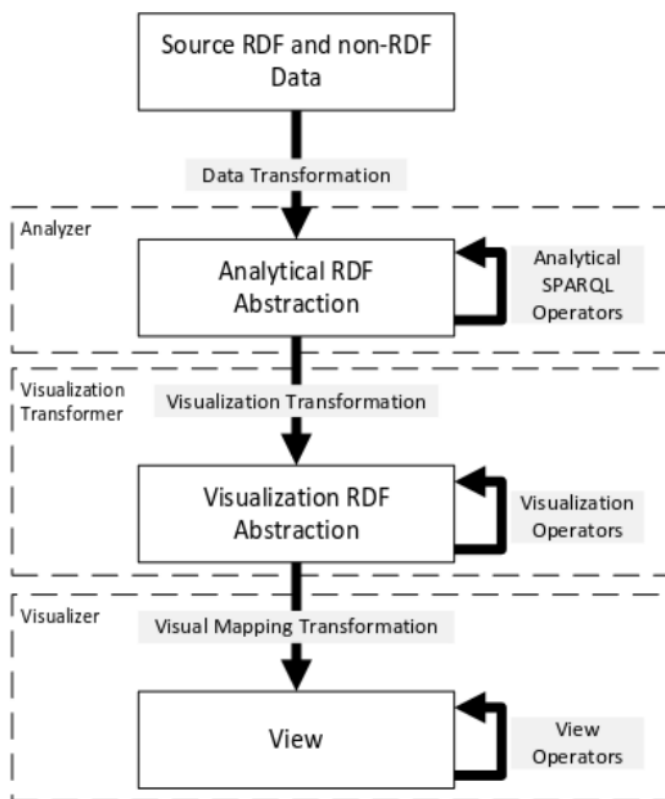 Source RDF and non-RDF
Data
Data Transformation
Analyzer
Analytical RDF
Abstraction
Analytical
SPARQL
Operators
Visualization
Transformer
Visualization Transformation
Visualization RDF
Abstraction
Visualization
Operators
Visualizer
Visual Mapping Transformation
View
View
Operators